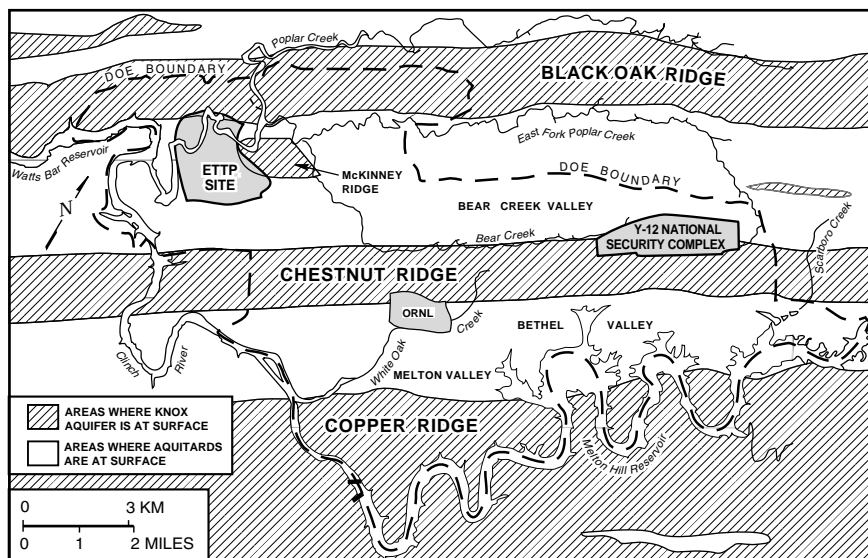 Poplar Creek
DOE BOUNDARY
BLACK OAK RIDGE
East Fork Poplar Creek
Watts Bar Reservoir
ETTP
SITE
McKINNEY
RIDGE
DOE BOUNDARY
N
BEAR CREEK VALLEY
Scarboro Creek
Bear Creek
Y-12 NATIONAL
SECURITY COMPLEX
CHESTNUT RIDGE
ORNL
Clinch
River
White Oak
Creek
BETHEL VALLEY
MELTON VALLEY
COPPER RIDGE
Melton Hill Reservoir
AREAS WHERE KNOX
AQUIFER IS AT SURFACE
AREAS WHERE AQUITARDS
ARE AT SURFACE
0 3 KM
0 1 2 MILES